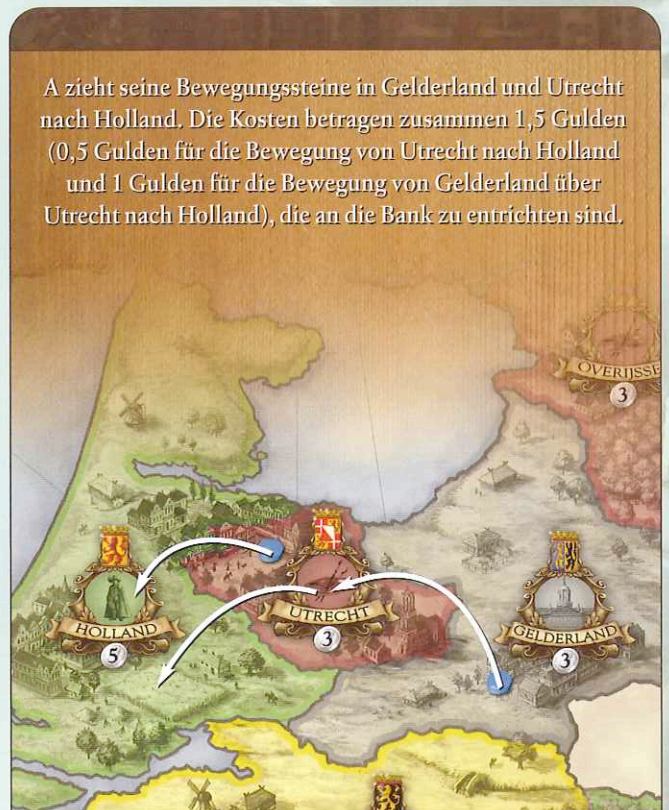 A zieht seine Bewegungssteine in Gelderland und Utrecht
nach Holland. Die Kosten betragen zusammen 1,5 Gulden
(0,5 Gulden für die Bewegung von Utrecht nach Holland
und 1 Gulden für die Bewegung von Gelderland über
Utrecht nach Holland), die an die Bank zu entrichten sind.
OVERIJSSE
3
HOLLAND
5
UTRECHT
3
GELDERLAND
3